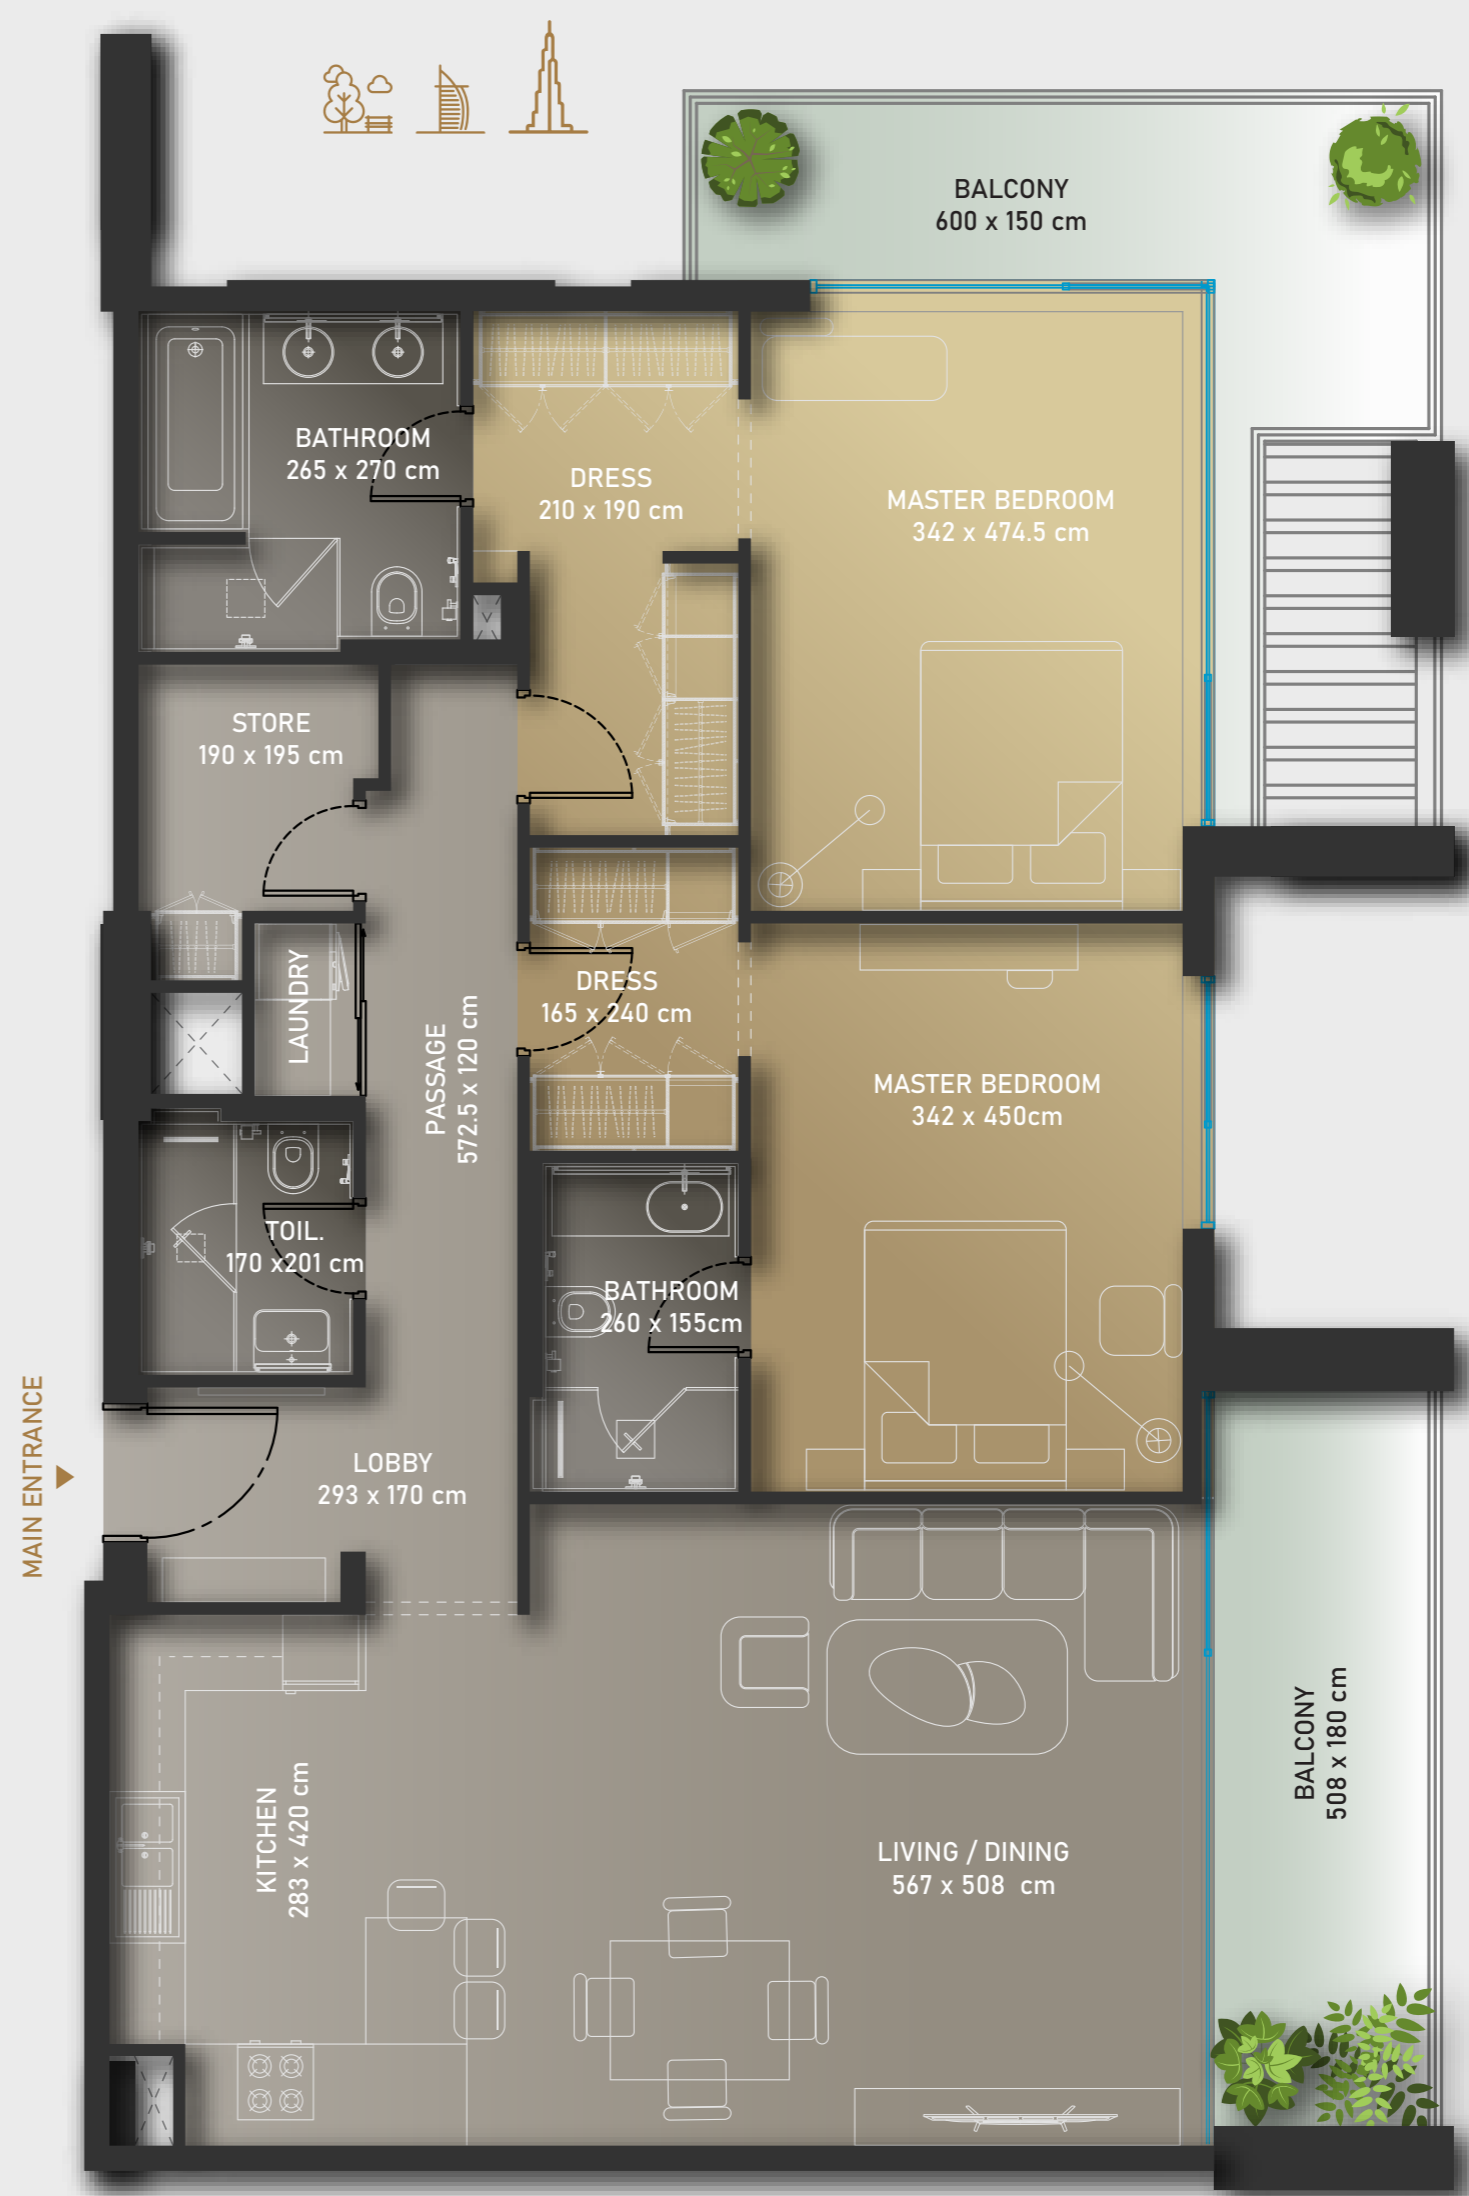 BALCONY
600 x 150 cm
BATHROOM
265 x 270 cm
DRESS
210 x 190 cm
MASTER BEDROOM
342 x 474.5 cm
STORE
190 x 195 cm
LAUNDRY
PASSAGE
572.5 x 120 cm
DRESS
165 x 240 cm
MASTER BEDROOM
342 x 450cm
TOIL.
170 x201 cm
BATHROOM
260 x 155cm
MAIN ENTRANCE
LOBBY
293 x 170 cm
KITCHEN
283 x 420 cm
LIVING / DINING
567 x 508 cm
BALCONY
508 x 180 cm